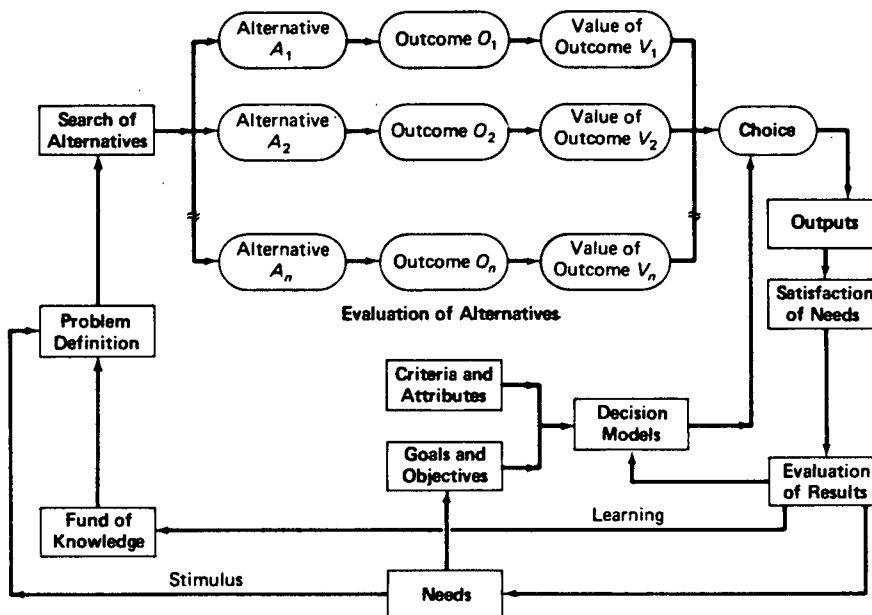 Alternative
A1
Outcome O1
Value of
Outcome V1
Search of
Alternatives
Alternative
A2
Outcome O2
Value of
Outcome V2
Choice
Outputs
Alternative
An
Outcome On
Value of
Outcome Vn
Evaluation of Alternatives
Satisfaction
of Needs
Problem
Definition
Criteria and
Attributes
Decision
Models
Goals and
Objectives
Evaluation
of Results
Fund of
Knowledge
Learning
Stimulus
Needs